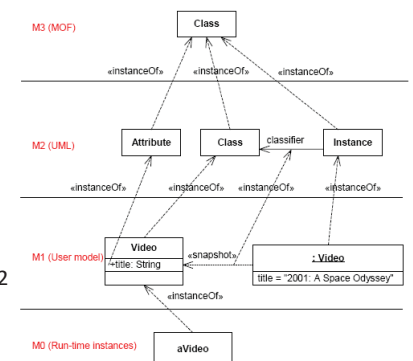 M3 (MOF)
Class
«instanceOf» «instanceOf» «instanceOf»
M2 (UML)
Attribute
Class
classifier
Instance
«instanceOf» «instanceOf» «instanceOf» «instanceOf»
M1 (User model)
Video
+title: String
«snapshot»
: Video
title = "2001: A Space Odyssey"
2
«instanceOf»
M0 (Run-time instances)
aVideo